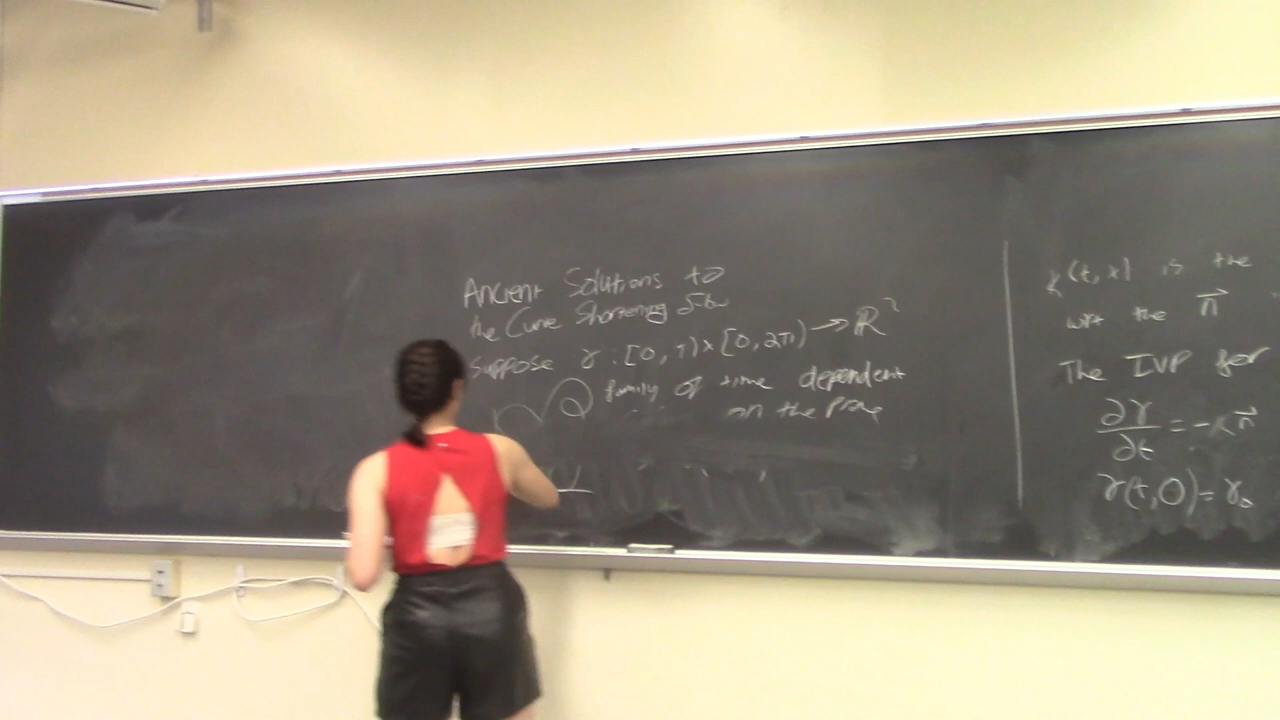 Ancient Solutions to
the Curve Shortening
Suppose γ : [0, T) × [0, 2π) → ℝ²
family of time dependent
on the plane
(t, x) is the
wrt the n⃗
The IVP for
∂γ/∂t = -κn⃗
γ(t, 0) = γ₀